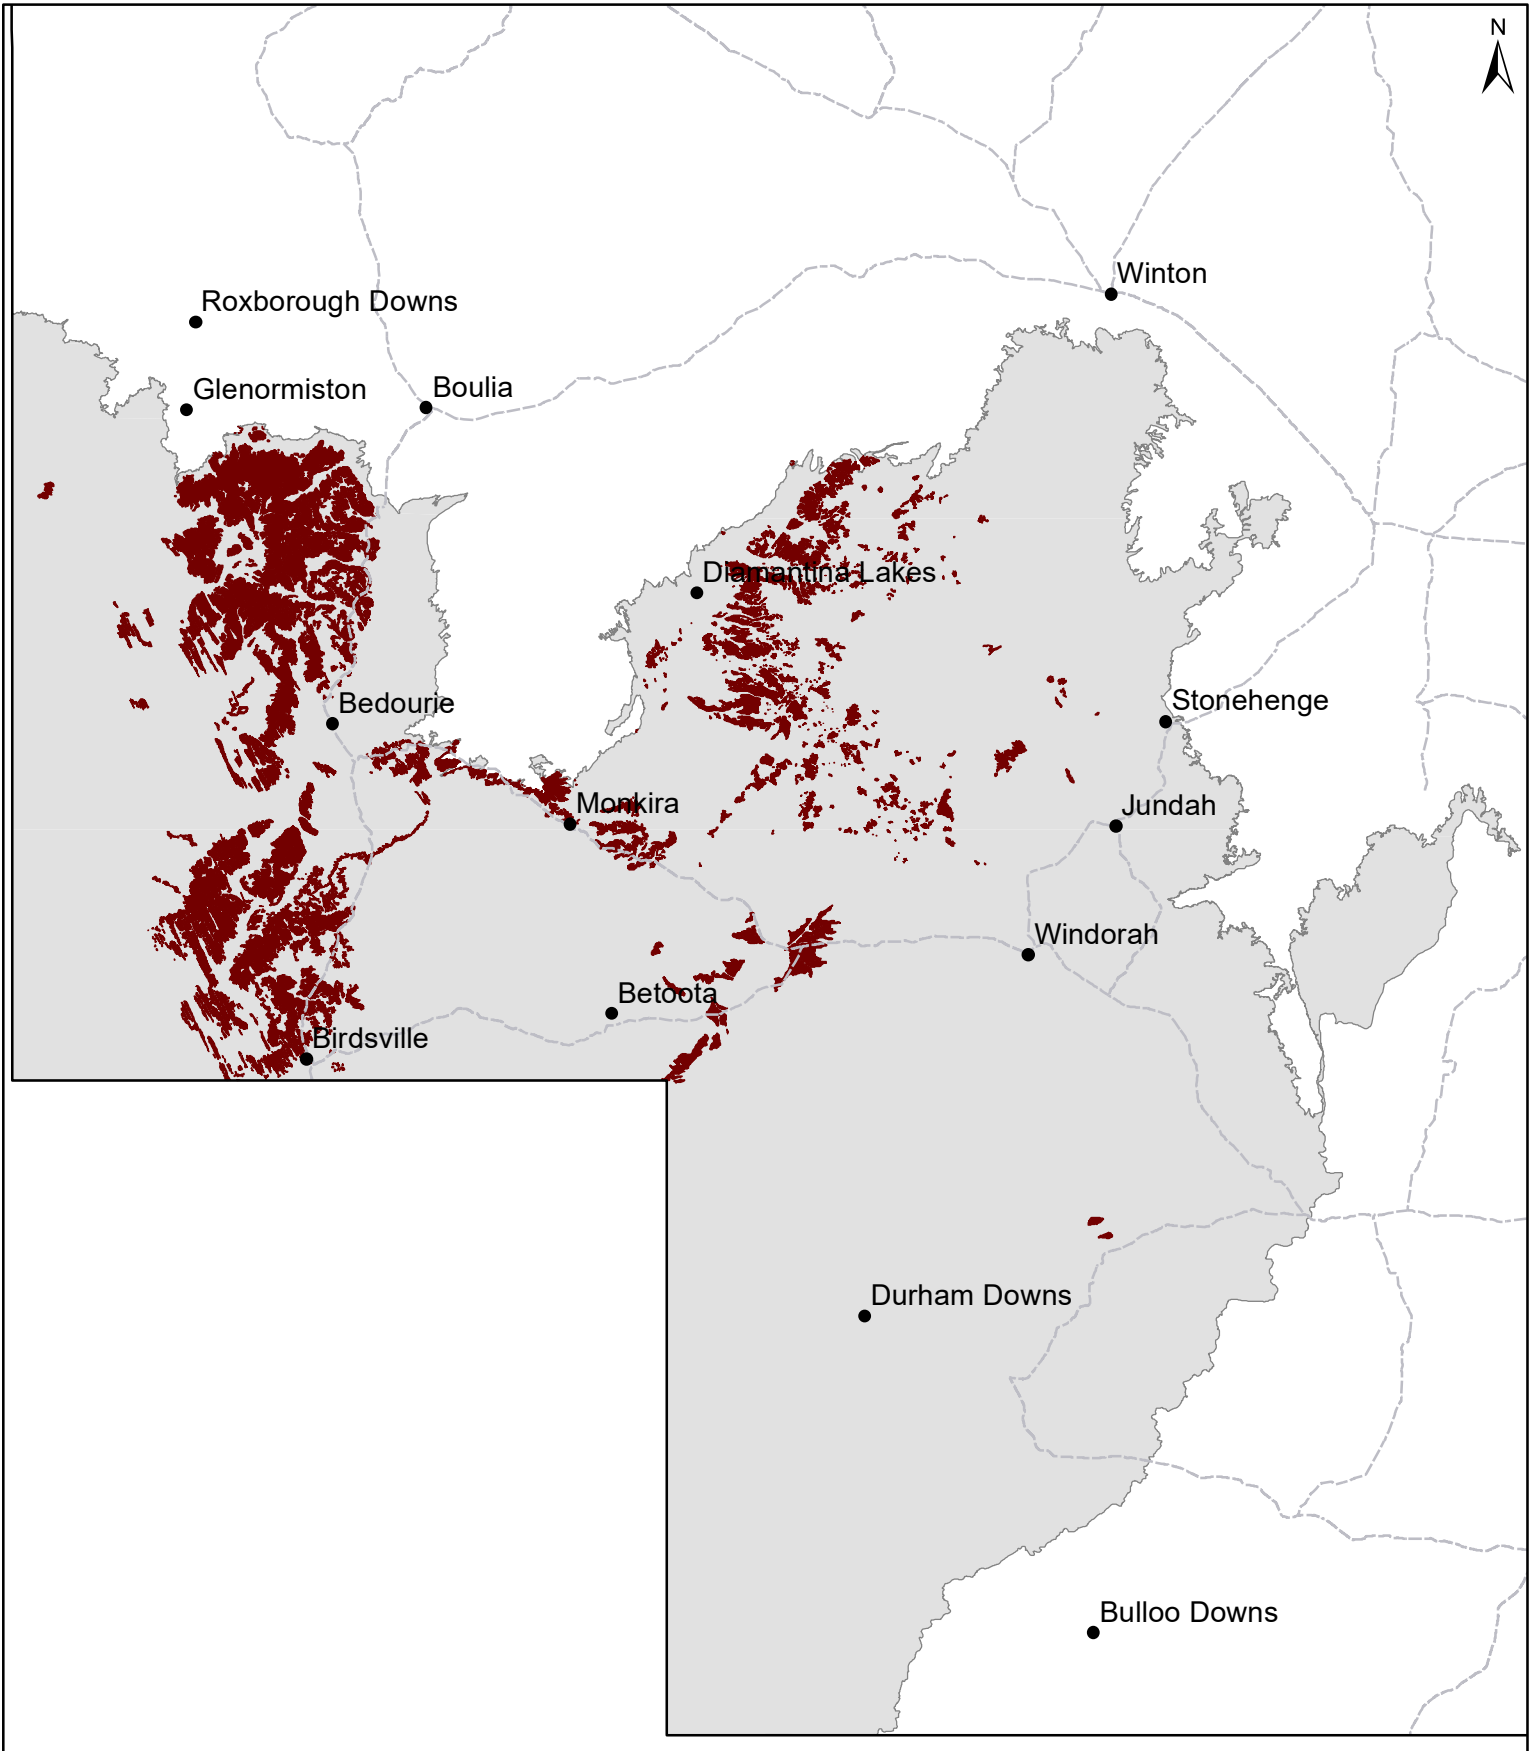 N
Winton
Roxborough Downs
Glenormiston
Boulia
Diamantina Lakes
Bedourie
Stonehenge
Monkira
Jundah
Windorah
Betoota
Birdsville
Durham Downs
Bulloo Downs